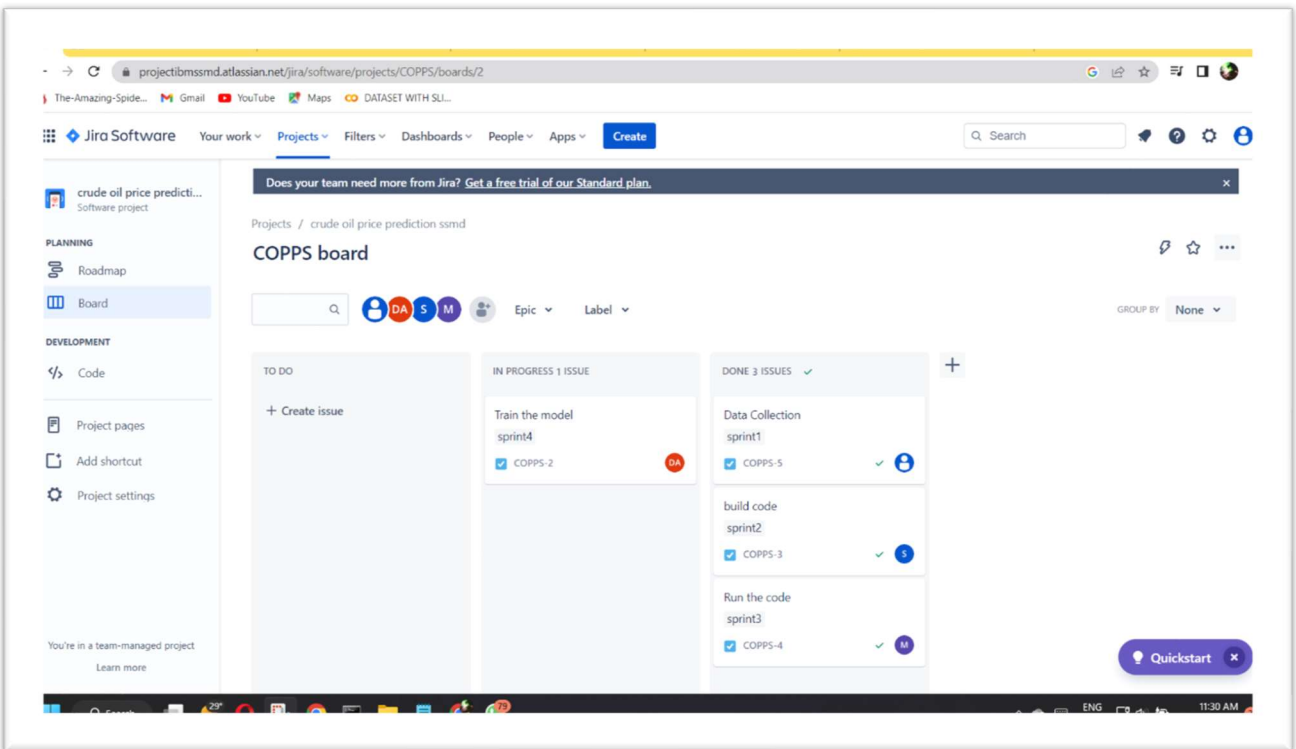 projectibmssmd.atlassian.net/jira/software/projects/COPPS/boards/2
The-Amazing-Spide... Gmail YouTube Maps DATASET WITH SLI...
Jira Software Your work Projects Filters Dashboards People Apps Create Search
Does your team need more from Jira? Get a free trial of our Standard plan.
crude oil price predicti...
Software project
Projects / crude oil price prediction ssmd
COPPS board
PLANNING
Roadmap
Board
DEVELOPMENT
Code
Project pages
Add shortcut
Project settings
You're in a team-managed project
Learn more
DA S M Epic Label GROUP BY None
TO DO
+ Create issue
IN PROGRESS 1 ISSUE
Train the model
sprint4
COPPS-2 DA
DONE 3 ISSUES
Data Collection
sprint1
COPPS-5
build code
sprint2
COPPS-3 S
Run the code
sprint3
COPPS-4 M
Quickstart
29° 79 ENG 11:30 AM